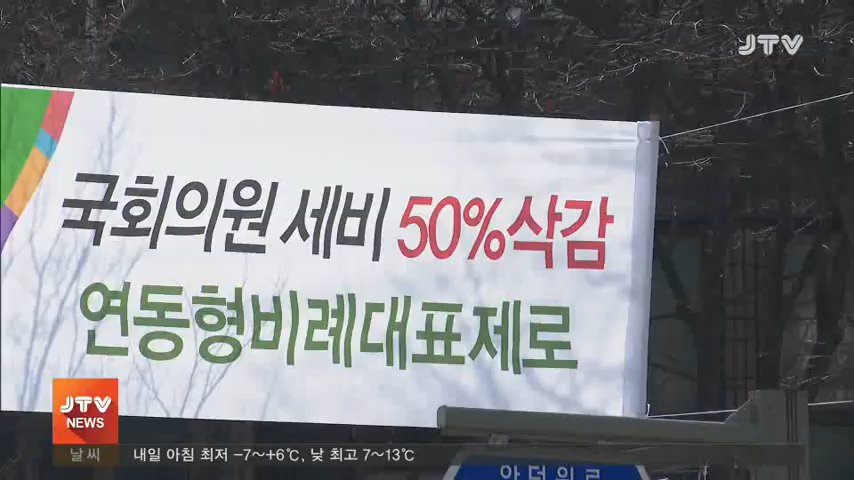 JTV
국회의원 세비 50%삭감
연동형비례대표제로
JTV
NEWS
날씨 내일 아침 최저 -7~+6℃, 낮 최고 7~13℃